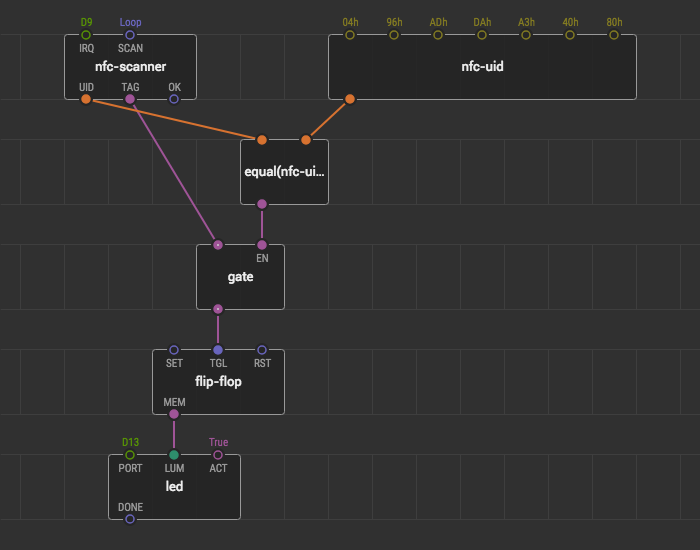 D9 Loop 04h 96h ADh DAh A3h 40h 80h
IRQ SCAN
nfc-scanner nfc-uid
UID TAG OK
equal(nfc-ui...
EN
gate
SET TGL RST
flip-flop
MEM
D13 True
PORT LUM ACT
led
DONE